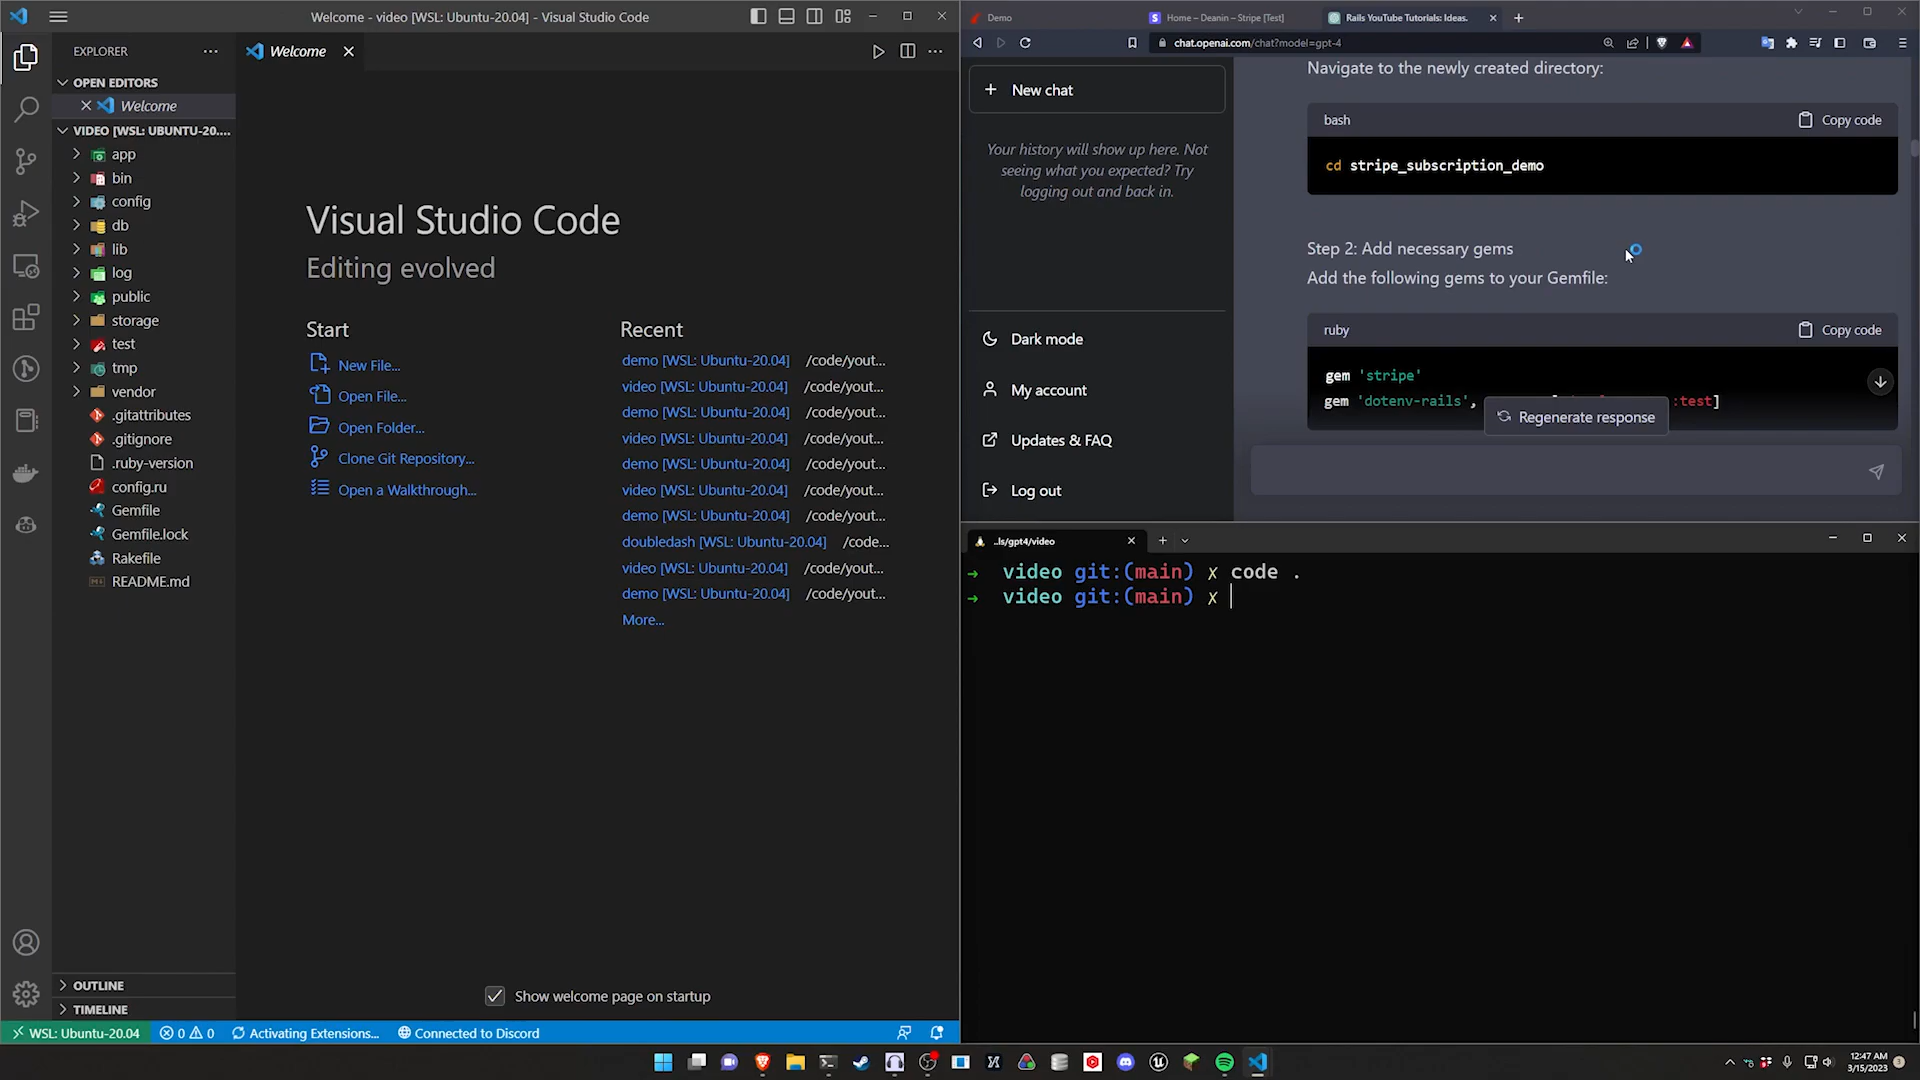 Welcome - video [WSL: Ubuntu-20.04] - Visual Studio Code
EXPLORER
Welcome
OPEN EDITORS
Welcome
VIDEO [WSL: UBUNTU-20....
app
bin
config
db
lib
log
public
storage
test
tmp
vendor
.gitattributes
.gitignore
.ruby-version
config.ru
Gemfile
Gemfile.lock
Rakefile
README.md
OUTLINE
TIMELINE
Visual Studio Code
Editing evolved
Start
New File...
Open File...
Open Folder...
Clone Git Repository...
Open a Walkthrough...
Recent
demo [WSL: Ubuntu-20.04] /code/yout...
video [WSL: Ubuntu-20.04] /code/yout...
demo [WSL: Ubuntu-20.04] /code/yout...
video [WSL: Ubuntu-20.04] /code/yout...
demo [WSL: Ubuntu-20.04] /code/yout...
video [WSL: Ubuntu-20.04] /code/yout...
demo [WSL: Ubuntu-20.04] /code/yout...
doubledash [WSL: Ubuntu-20.04] /code...
video [WSL: Ubuntu-20.04] /code/yout...
demo [WSL: Ubuntu-20.04] /code/yout...
More...
Show welcome page on startup
WSL: Ubuntu-20.04 0 0 Activating Extensions... Connected to Discord
Demo
Home – Deanin – Stripe [Test]
Rails YouTube Tutorials: Ideas.
chat.openai.com/chat?model=gpt-4
New chat
Your history will show up here. Not
seeing what you expected? Try
logging out and back in.
Dark mode
My account
Updates & FAQ
Log out
Navigate to the newly created directory:
bash Copy code
cd stripe_subscription_demo
Step 2: Add necessary gems
Add the following gems to your Gemfile:
ruby Copy code
gem 'stripe'
gem 'dotenv-rails', :test]
Regenerate response
..ls/gpt4/video
→ video git:(main) ✗ code .
→ video git:(main) ✗
12:47 AM
3/15/2023